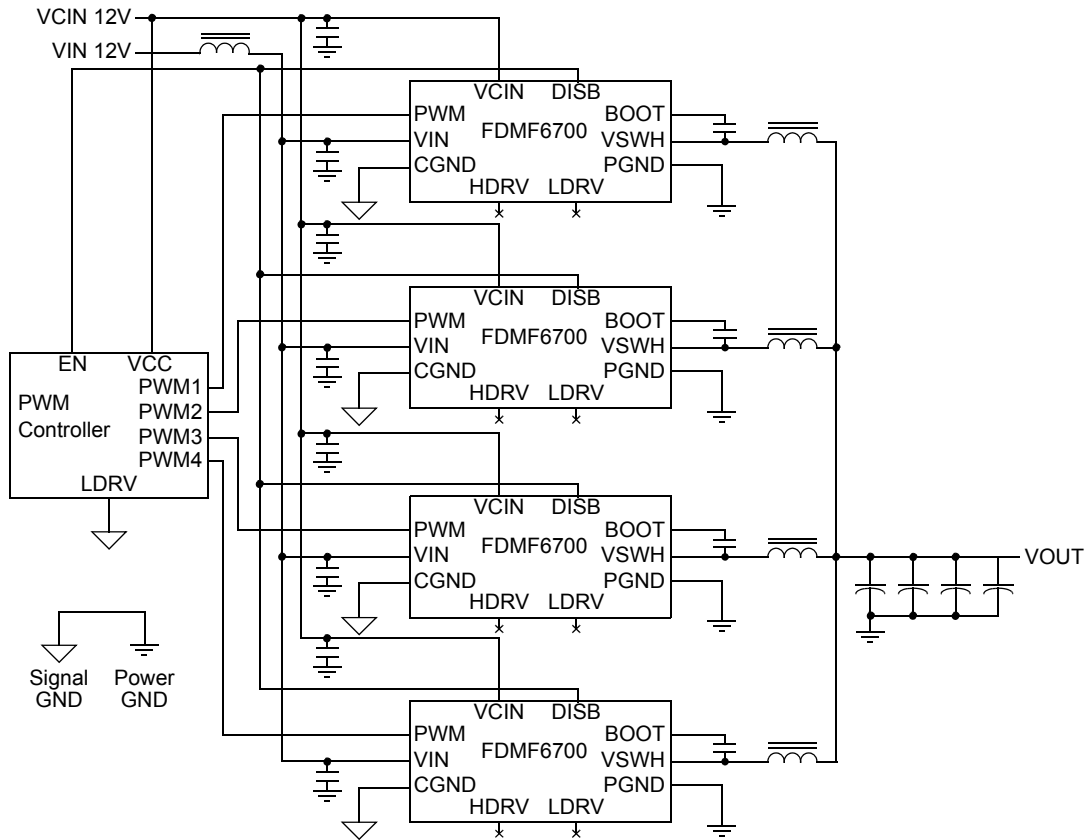 VCIN 12V
VIN 12V
VCIN DISB
PWM BOOT
FDMF6700
VIN VSWH
CGND PGND
HDRV LDRV
VCIN DISB
PWM BOOT
FDMF6700
VIN VSWH
CGND PGND
HDRV LDRV
EN VCC
PWM1
PWM Controller
PWM2
PWM3
PWM4
LDRV
VCIN DISB
PWM BOOT
FDMF6700
VIN VSWH
CGND PGND
HDRV LDRV
VOUT
Signal GND
Power GND
VCIN DISB
PWM BOOT
FDMF6700
VIN VSWH
CGND PGND
HDRV LDRV